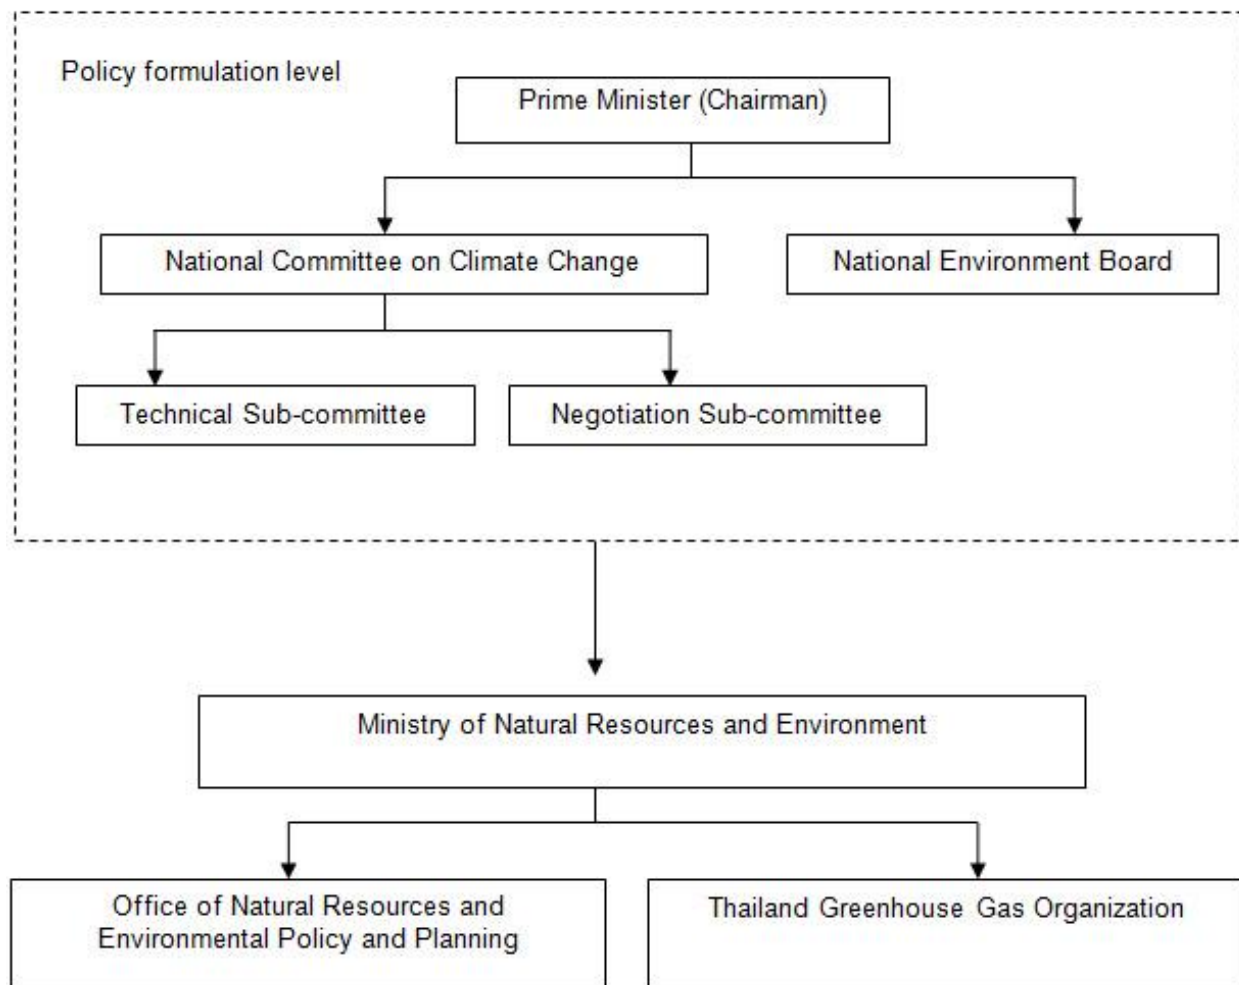 Policy formulation level
Prime Minister (Chairman)
National Committee on Climate Change
National Environment Board
Technical Sub-committee
Negotiation Sub-committee
Ministry of Natural Resources and Environment
Office of Natural Resources and
Environmental Policy and Planning
Thailand Greenhouse Gas Organization